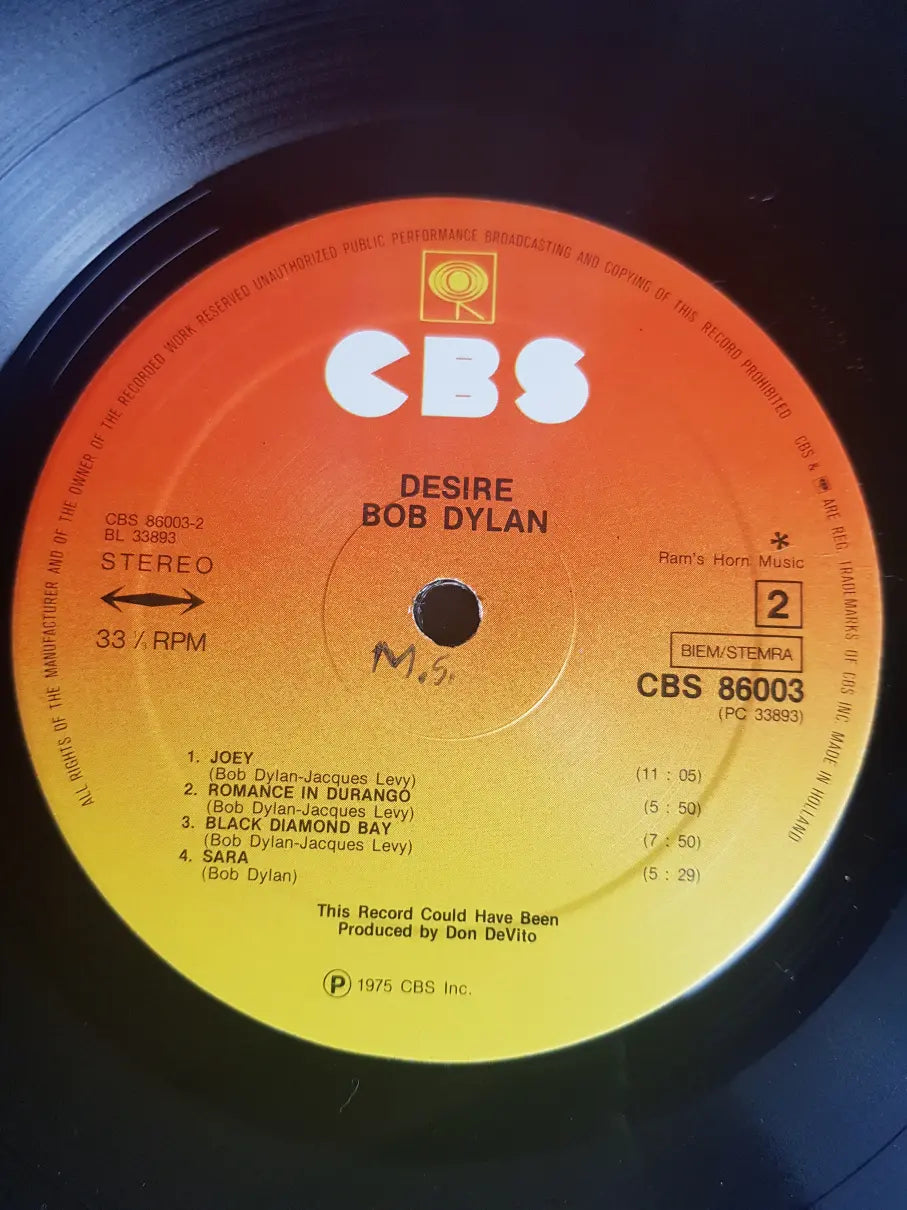 ALL RIGHTS OF THE MANUFACTURER AND OF THE OWNER OF THE RECORDED WORK RESERVED UNAUTHORIZED PUBLIC PERFORMANCE BROADCASTING AND COPYING OF THIS RECORD PROHIBITED CBS & ARE REG. TRADEMARKS OF CBS INC. MADE IN HOLLAND
CBS
DESIRE
BOB DYLAN
CBS 86003-2
BL 33893
STEREO
33 ⅓ RPM
*
Ram's Horn Music
2
BIEM/STEMRA
CBS 86003
(PC 33893)
M.S.
1. JOEY
(Bob Dylan-Jacques Levy) (11 : 05)
2. ROMANCE IN DURANGO
(Bob Dylan-Jacques Levy) (5 : 50)
3. BLACK DIAMOND BAY
(Bob Dylan-Jacques Levy) (7 : 50)
4. SARA
(Bob Dylan) (5 : 29)
This Record Could Have Been
Produced by Don DeVito
Ⓟ 1975 CBS Inc.